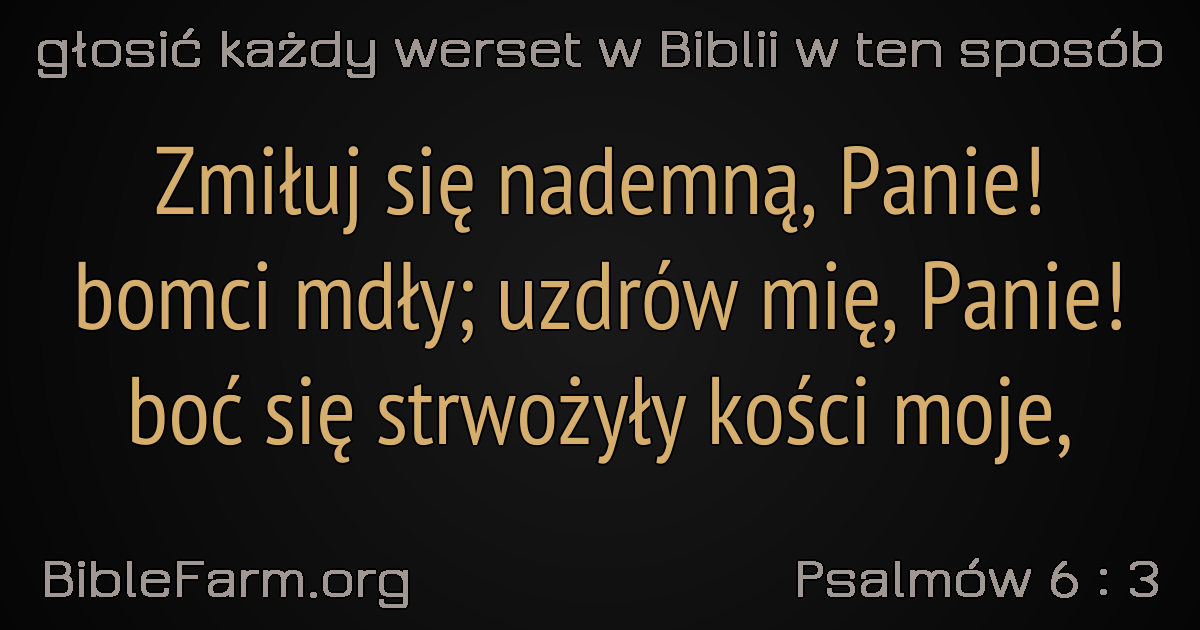 głosić każdy werset w Biblii w ten sposób
Zmiłuj się nademną, Panie!
bomci mdły; uzdrów mię, Panie!
boć się strwożyły kości moje,
BibleFarm.org
Psalmów 6 : 3